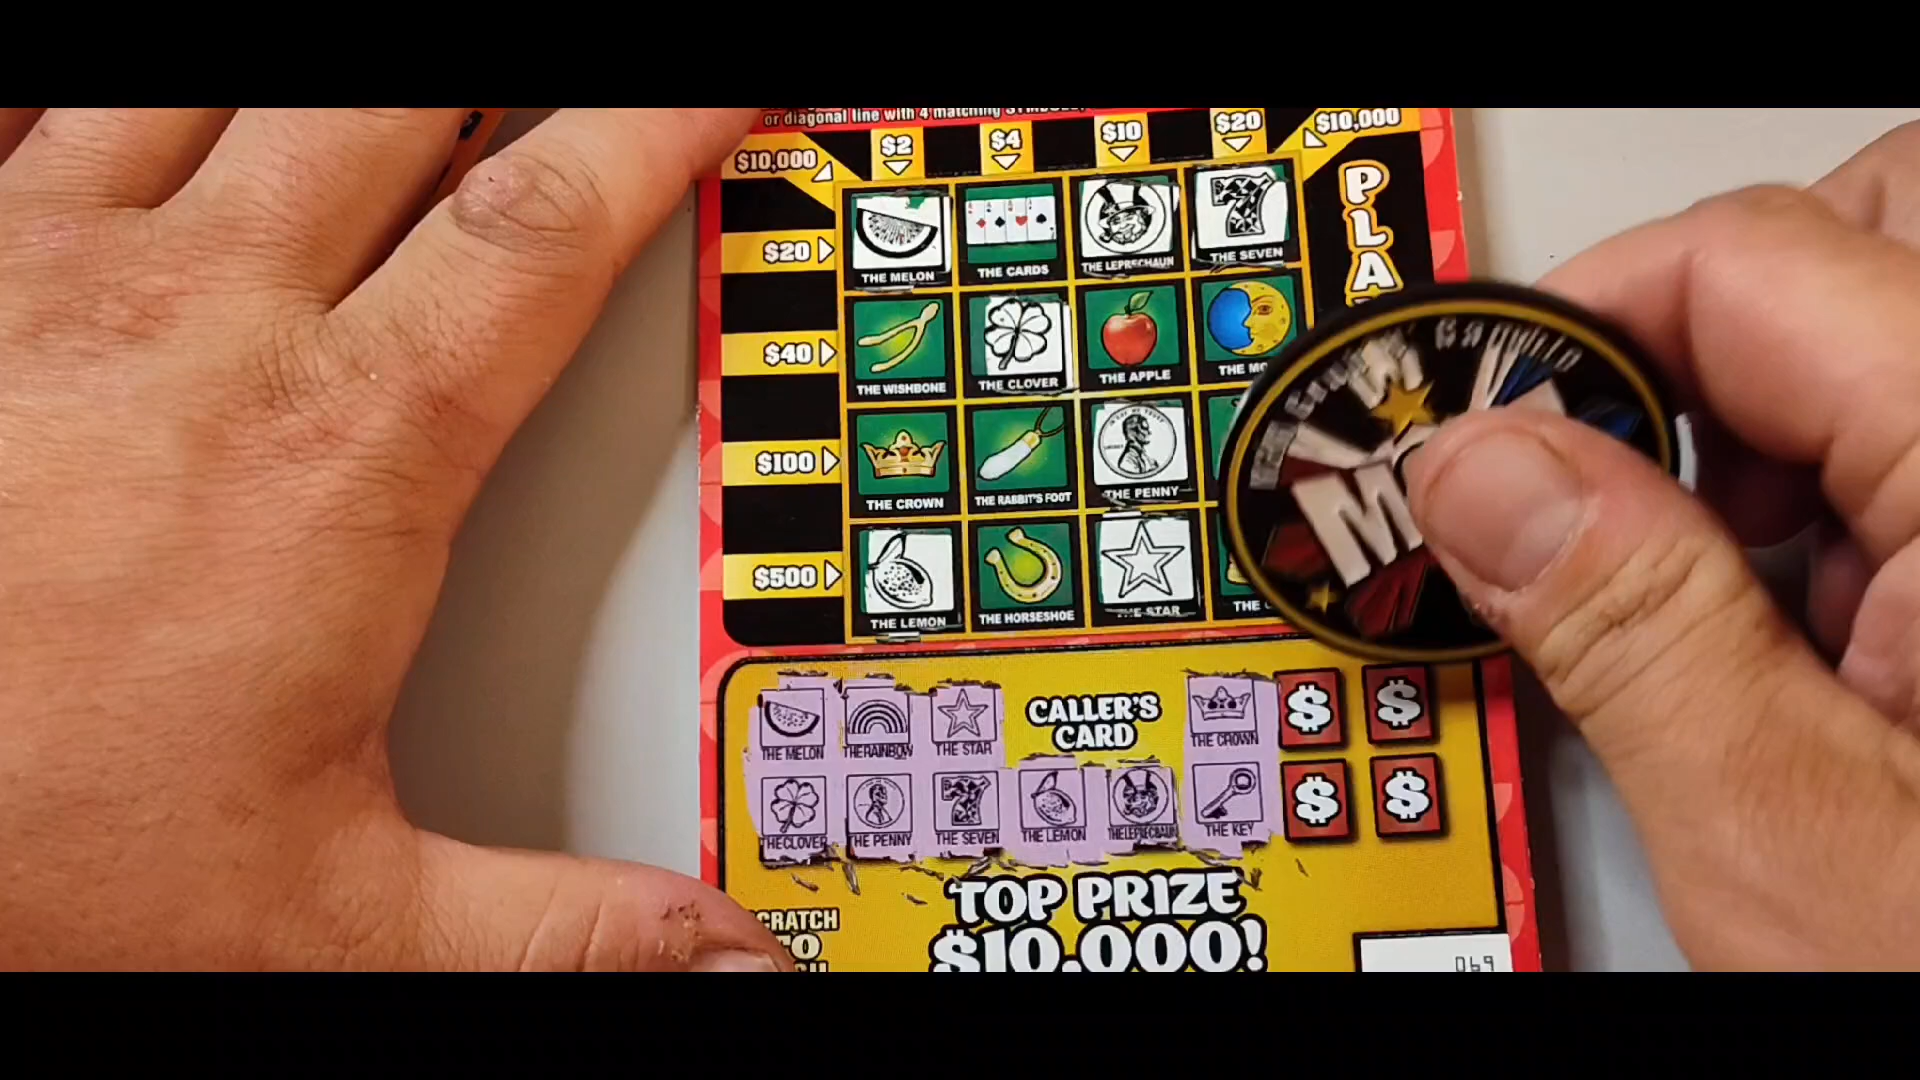 or diagonal line with 4 matching SYMBOLS,
$10,000 $2 $4 $10 $20 $10,000
$20
THE MELON THE CARDS THE LEPRECHAUN THE SEVEN
$40
THE WISHBONE THE CLOVER THE APPLE
$100
THE CROWN THE RABBIT'S FOOT THE PENNY
$500
THE LEMON THE HORSESHOE THE STAR THE
PLA
CALLER'S
CARD
THE MELON THE RAINBOW THE STAR THE CROWN
THE CLOVER THE PENNY THE SEVEN THE LEMON THE LEPRECHAUN THE KEY
$ $
$ $
TOP PRIZE
$10,000!
069